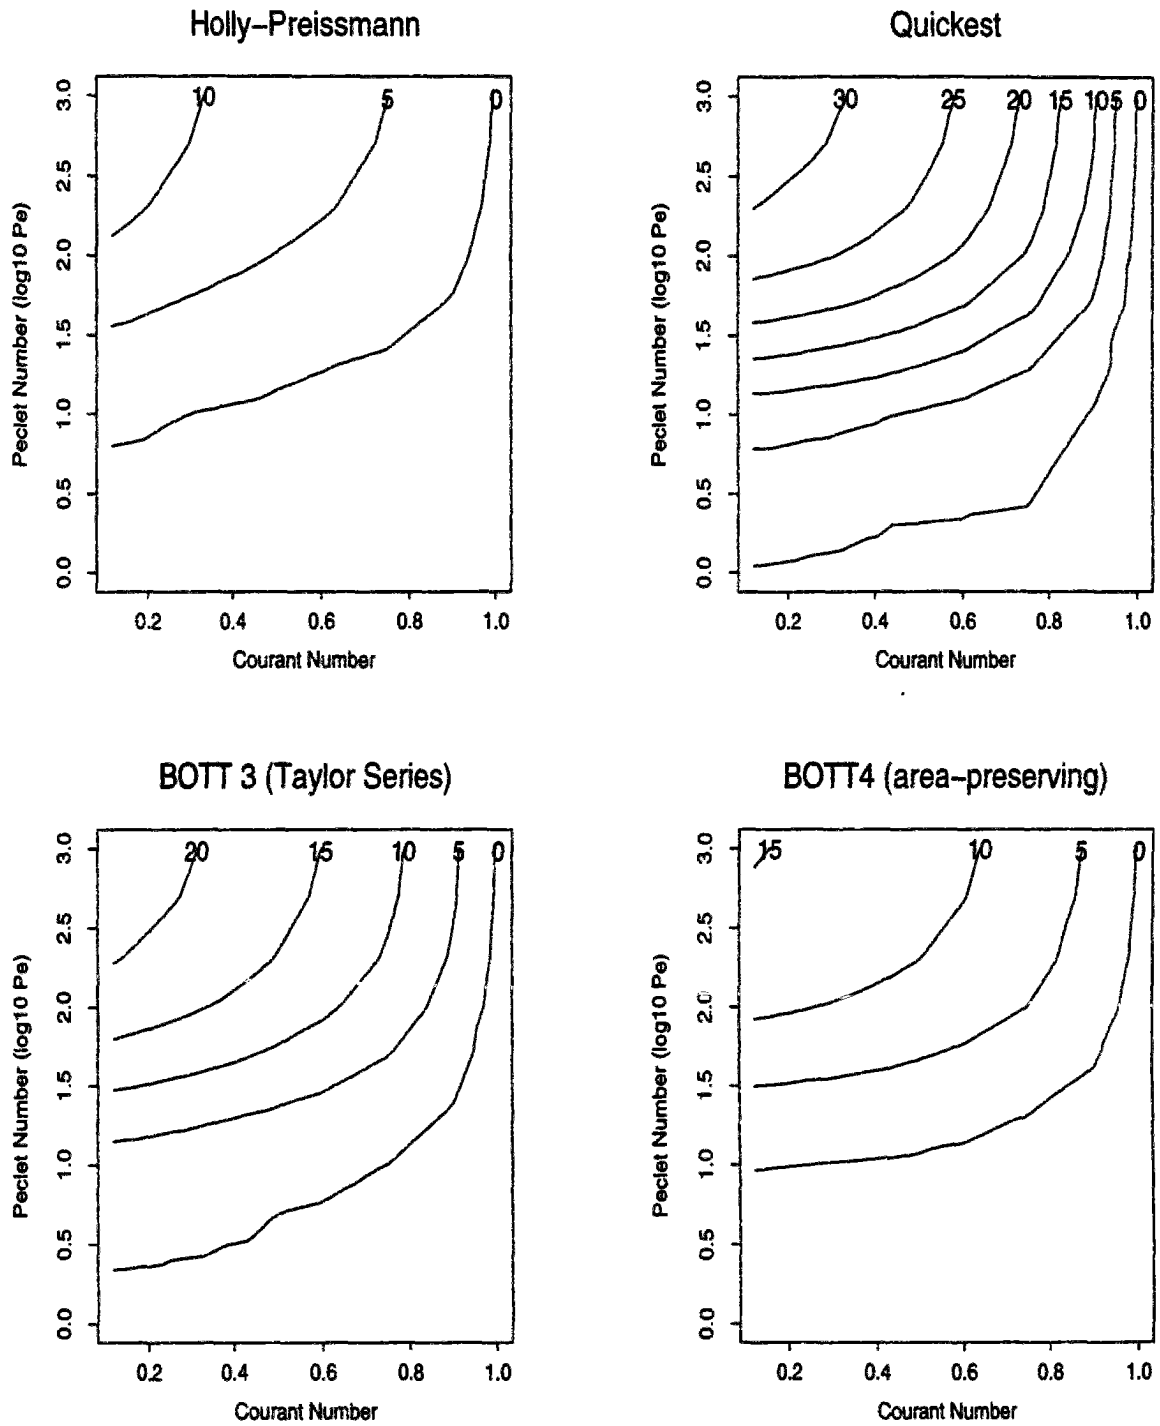 Holly–Preissmann
Peclet Number (log10 Pe)
3.0
2.5
2.0
1.5
1.0
0.5
0.0
10
5
0
0.2 0.4 0.6 0.8 1.0
Courant Number
Quickest
Peclet Number (log10 Pe)
3.0
2.5
2.0
1.5
1.0
0.5
0.0
30
25
20
15
10
5
0
0.2 0.4 0.6 0.8 1.0
Courant Number
BOTT 3 (Taylor Series)
Peclet Number (log10 Pe)
3.0
2.5
2.0
1.5
1.0
0.5
0.0
20
15
10
5
0
0.2 0.4 0.6 0.8 1.0
Courant Number
BOTT4 (area–preserving)
Peclet Number (log10 Pe)
3.0
2.5
2.0
1.5
1.0
0.5
0.0
15
10
5
0
0.2 0.4 0.6 0.8 1.0
Courant Number